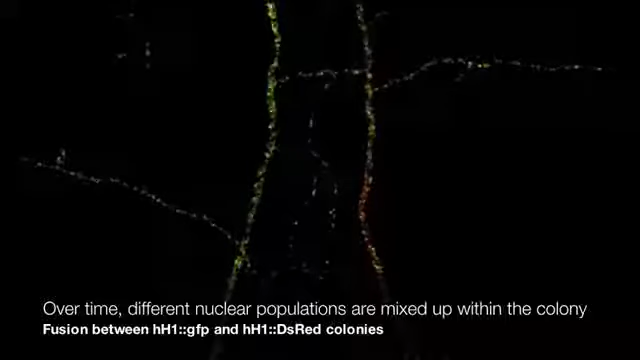 Over time, different nuclear populations are mixed up within the colony
Fusion between hH1::gfp and hH1::DsRed colonies